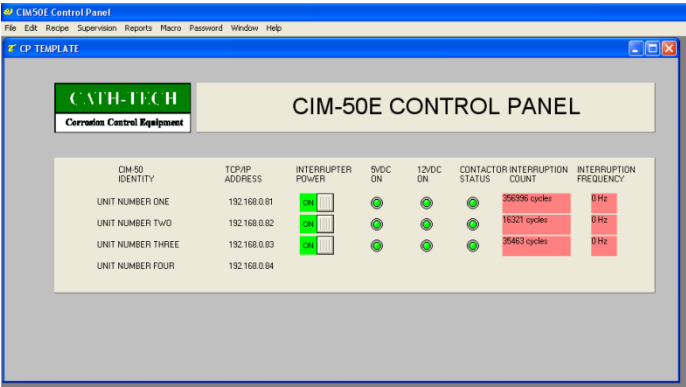 CIM50E Control Panel
File Edit Recipe Supervision Reports Macro Password Window Help
CP TEMPLATE
CATH-TECH
Corrosion Control Equipment
CIM-50E CONTROL PANEL
CIM-50 TCP/IP INTERRUPTER 5VDC 12VDC CONTACTOR INTERRUPTION INTERRUPTION
IDENTITY ADDRESS POWER ON ON STATUS COUNT FREQUENCY
UNIT NUMBER ONE 192.168.0.81 ON 356996 cycles 0 Hz
UNIT NUMBER TWO 192.168.0.82 ON 16321 cycles 0 Hz
UNIT NUMBER THREE 192.168.0.83 ON 35463 cycles 0 Hz
UNIT NUMBER FOUR 192.168.0.84